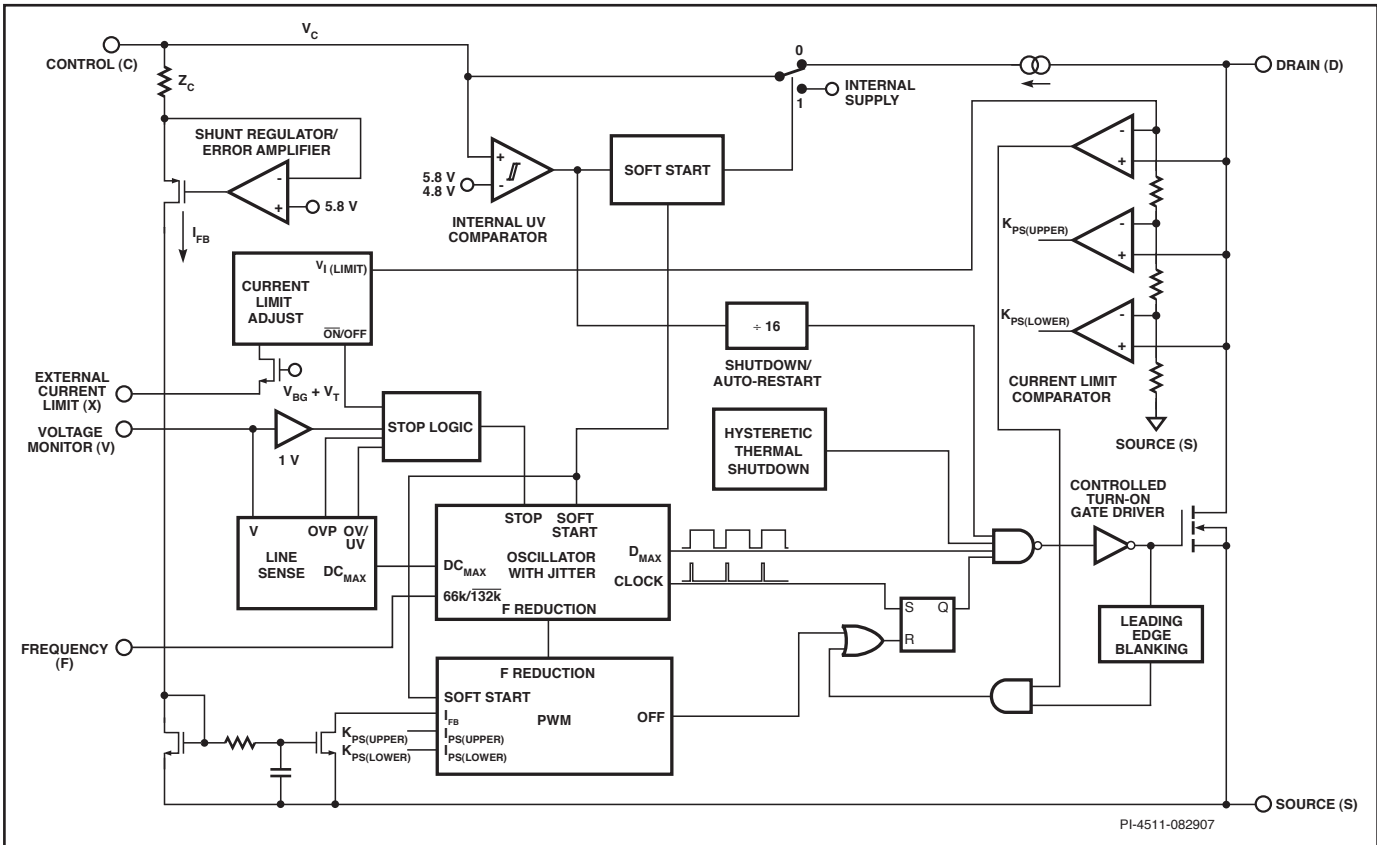 V_C
CONTROL (C)
Z_C
0
1
INTERNAL
SUPPLY
DRAIN (D)
SHUNT REGULATOR/
ERROR AMPLIFIER
-
+
5.8 V
I_FB
+
-
5.8 V
4.8 V
INTERNAL UV
COMPARATOR
SOFT START
-
+
K_PS(UPPER)
-
+
K_PS(LOWER)
-
+
CURRENT LIMIT
COMPARATOR
SOURCE (S)
V_I (LIMIT)
CURRENT
LIMIT
ADJUST
O̅N̅/OFF
V_BG + V_T
÷ 16
SHUTDOWN/
AUTO-RESTART
EXTERNAL
CURRENT
LIMIT (X)
VOLTAGE
MONITOR (V)
1 V
STOP LOGIC
HYSTERETIC
THERMAL
SHUTDOWN
CONTROLLED
TURN-ON
GATE DRIVER
V
OVP
OV/
UV
LINE
SENSE
DC_MAX
STOP
SOFT
START
OSCILLATOR
WITH JITTER
D_MAX
DC_MAX
CLOCK
66k/1̅3̅2̅k̅
F REDUCTION
S
Q
R
LEADING
EDGE
BLANKING
FREQUENCY
(F)
F REDUCTION
SOFT START
PWM
OFF
I_FB
K_PS(UPPER)
I_PS(UPPER)
K_PS(LOWER)
I_PS(LOWER)
SOURCE (S)
PI-4511-082907